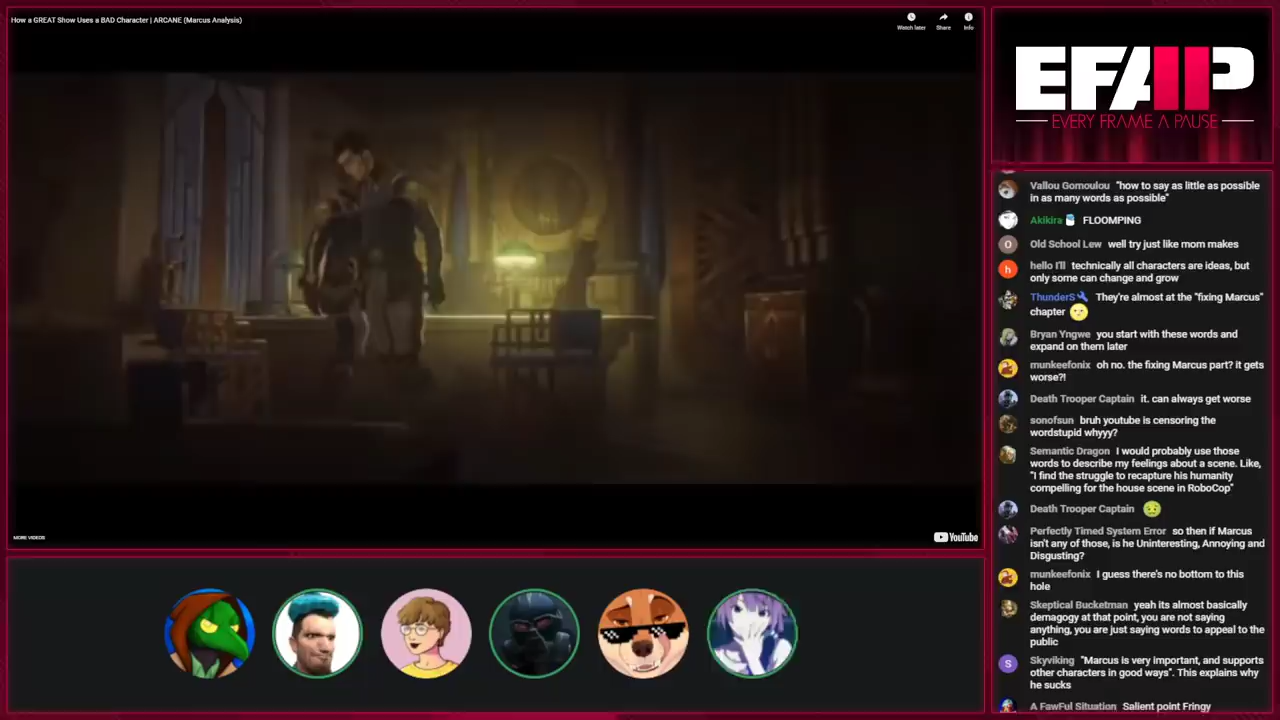 How a GREAT Show Uses a BAD Character | ARCANE (Marcus Analysis)
Watch later
Share
Info
MORE VIDEOS
YouTube
EFAP
EVERY FRAME A PAUSE
Vallou Gomoulou "how to say as little as possible
in as many words as possible"
Akikira FLOOMPING
Old School Lew well try just like mom makes
hello I'll technically all characters are ideas, but
only some can change and grow
ThunderS They're almost at the "fixing Marcus"
chapter
Bryan Yngwe you start with these words and
expand on them later
munkeefonix oh no. the fixing Marcus part? it gets
worse?!
Death Trooper Captain it. can always get worse
sonofsun bruh youtube is censoring the
wordstupid whyyy?
Semantic Dragon I would probably use those
words to describe my feelings about a scene. Like,
"I find the struggle to recapture his humanity
compelling for the house scene in RoboCop"
Death Trooper Captain
Perfectly Timed System Error so then if Marcus
isn't any of those, is he Uninteresting, Annoying and
Disgusting?
munkeefonix I guess there's no bottom to this
hole
Skeptical Bucketman yeah its almost basically
demagogy at that point, you are not saying
anything, you are just saying words to appeal to the
public
Skyviking "Marcus is very important, and supports
other characters in good ways". This explains why
he sucks
A FawFul Situation Salient point Fringy